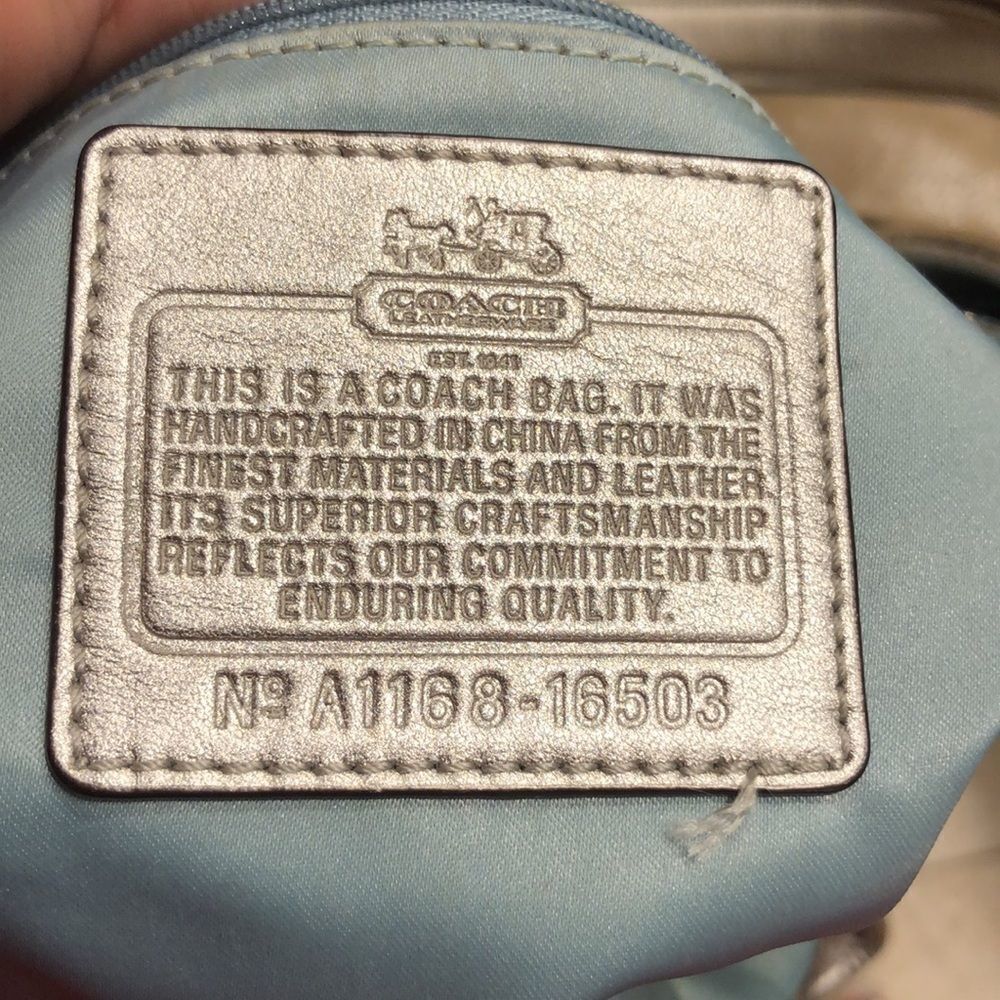 COACH
LEATHERWARE
EST. 1941
THIS IS A COACH BAG. IT WAS
HANDCRAFTED IN CHINA FROM THE
FINEST MATERIALS AND LEATHER.
ITS SUPERIOR CRAFTSMANSHIP
REFLECTS OUR COMMITMENT TO
ENDURING QUALITY.
Nº A1168-16503